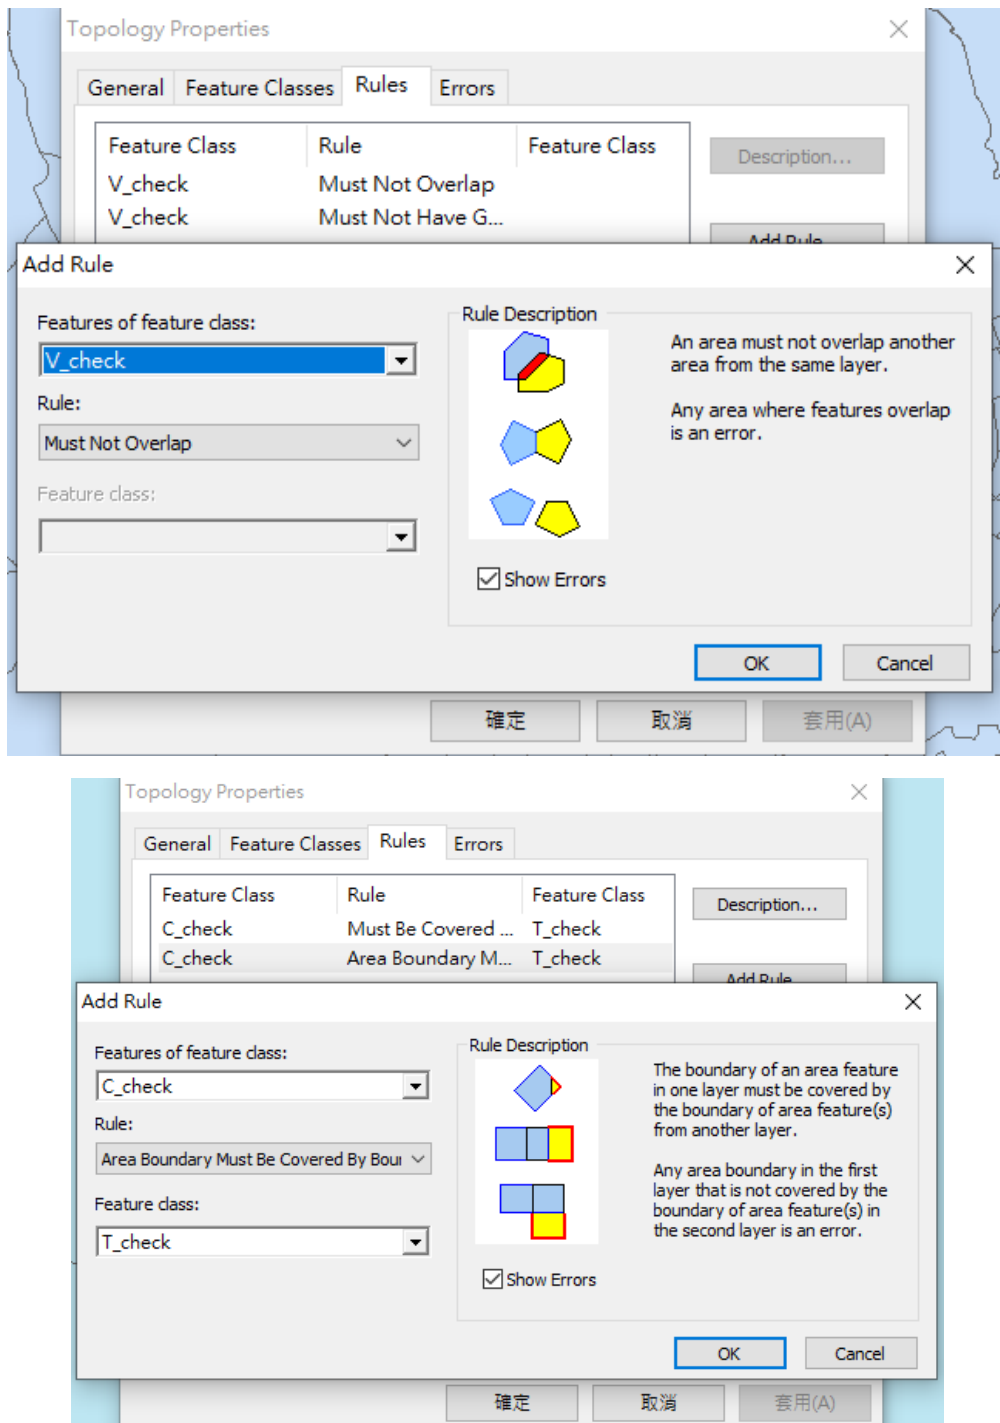 Topology Properties
General Feature Classes Rules Errors
Feature Class Rule Feature Class
Description...
V_check Must Not Overlap
V_check Must Not Have G...
Add Rule
Add Rule
Features of feature class:
V_check
Rule:
Must Not Overlap
Feature class:
Rule Description
An area must not overlap another
area from the same layer.
Any area where features overlap
is an error.
Show Errors
OK Cancel
確定 取消 套用(A)
Topology Properties
General Feature Classes Rules Errors
Feature Class Rule Feature Class
Description...
C_check Must Be Covered ... T_check
C_check Area Boundary M... T_check
Add Rule
Add Rule
Features of feature class:
C_check
Rule:
Area Boundary Must Be Covered By Bour
Feature class:
T_check
Rule Description
The boundary of an area feature
in one layer must be covered by
the boundary of area feature(s)
from another layer.
Any area boundary in the first
layer that is not covered by the
boundary of area feature(s) in
the second layer is an error.
Show Errors
OK Cancel
確定 取消 套用(A)